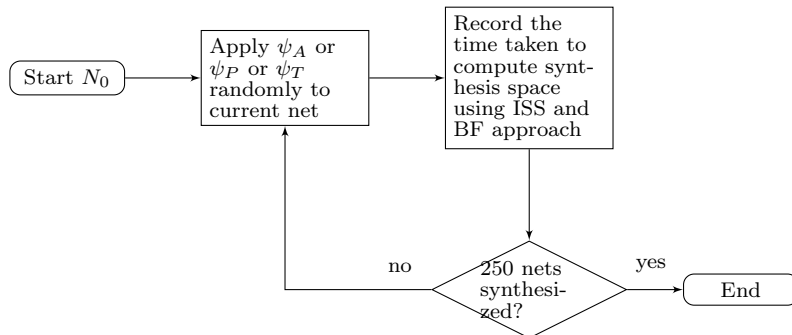 Start N₀
Apply ψ_A or
ψ_P or ψ_T
randomly to
current net
Record the
time taken to
compute synt-
hesis space
using ISS and
BF approach
250 nets
synthesi-
zed?
no
yes
End